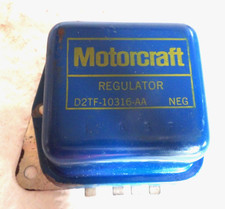 Motorcraft
REGULATOR
D2TF-10316-AA NEG